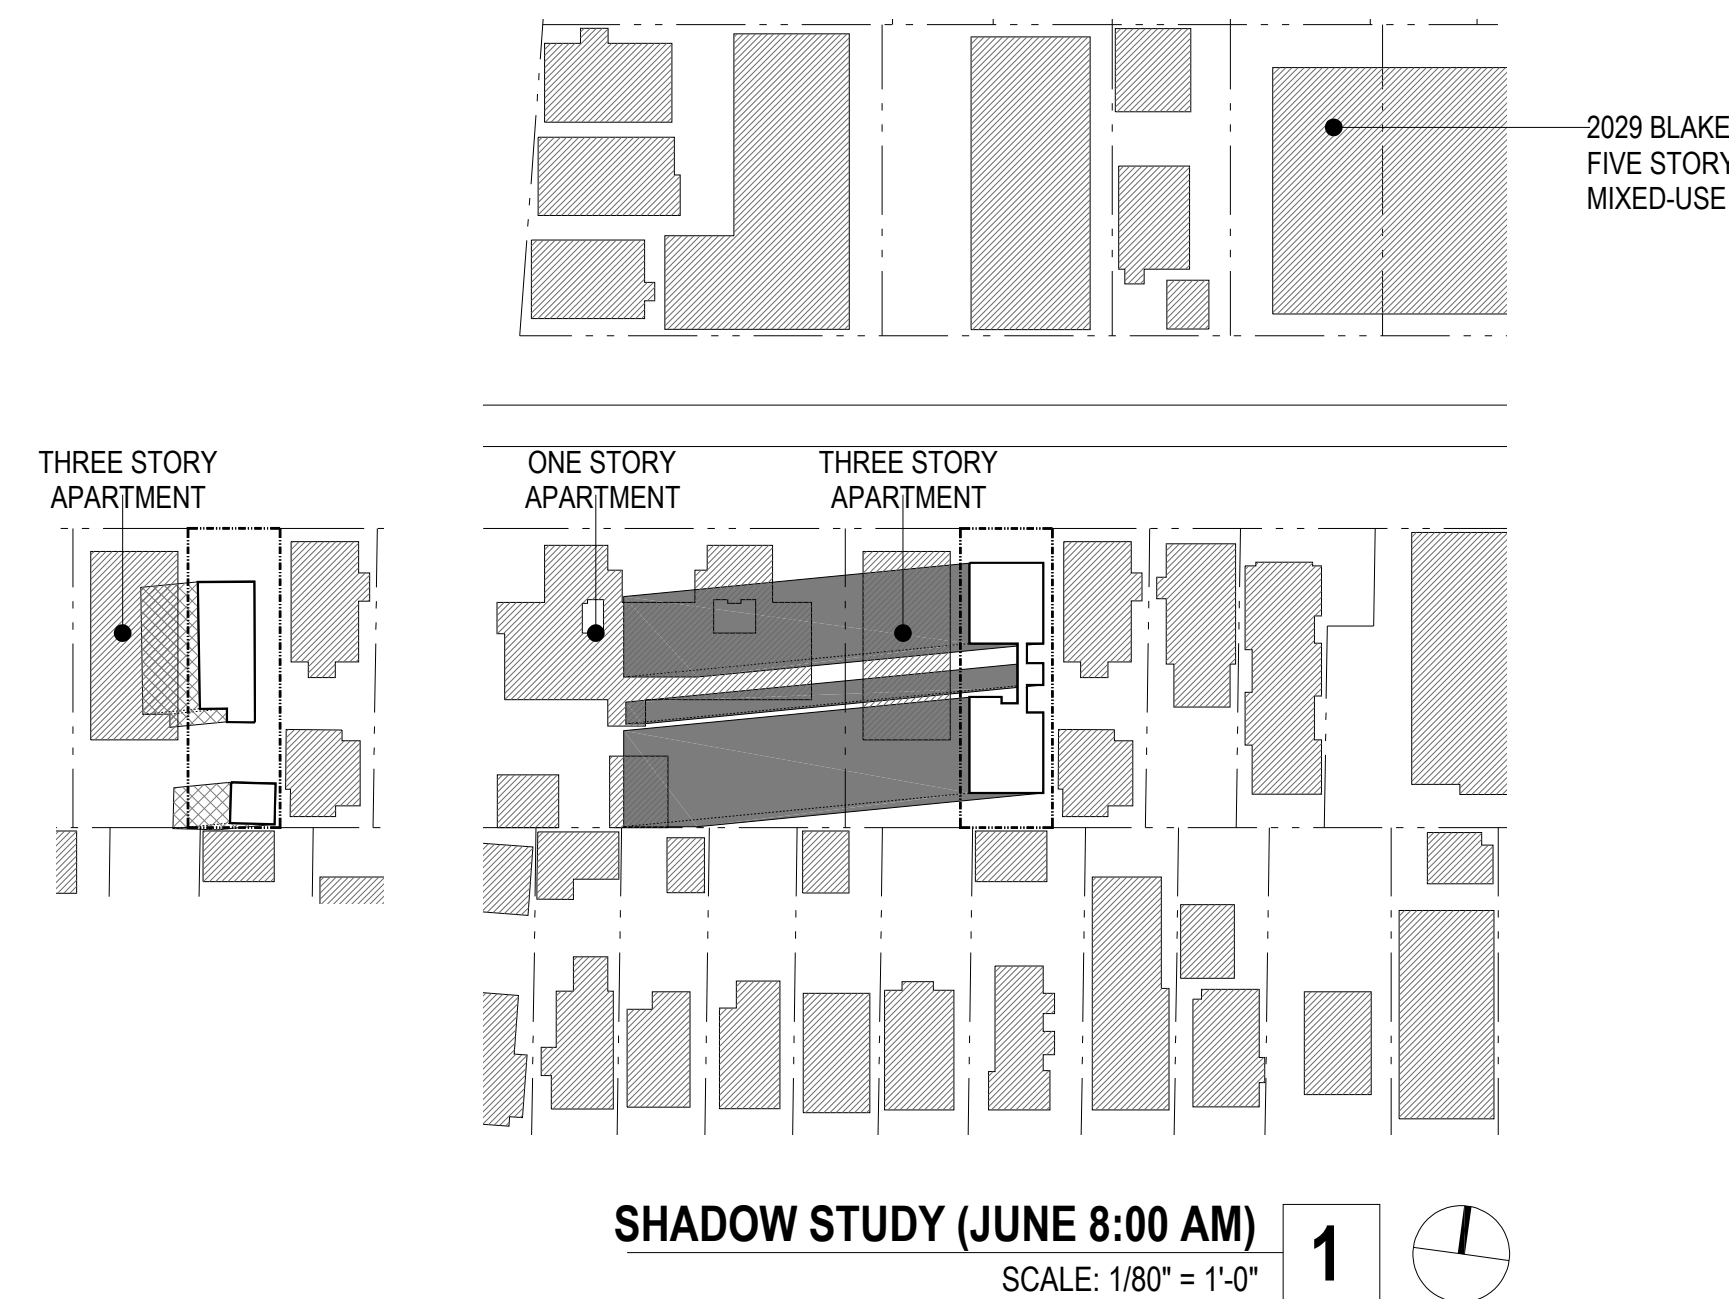 2029 BLAKE
FIVE STORY
MIXED-USE
THREE STORY
APARTMENT
ONE STORY
APARTMENT
THREE STORY
APARTMENT
SHADOW STUDY (JUNE 8:00 AM)
1
SCALE: 1/80" = 1'-0"